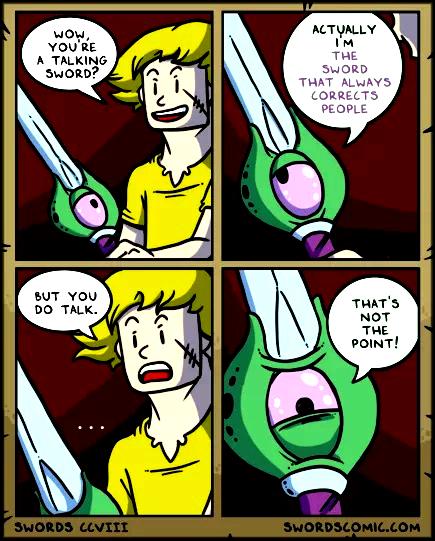 WOW,
YOU'RE
A TALKING
SWORD?
ACTUALLY
I'M
THE
SWORD
THAT ALWAYS
CORRECTS
PEOPLE
BUT YOU
DO TALK.
...
THAT'S
NOT
THE
POINT!
SWORDS CCVIII
SWORDSCOMIC.COM